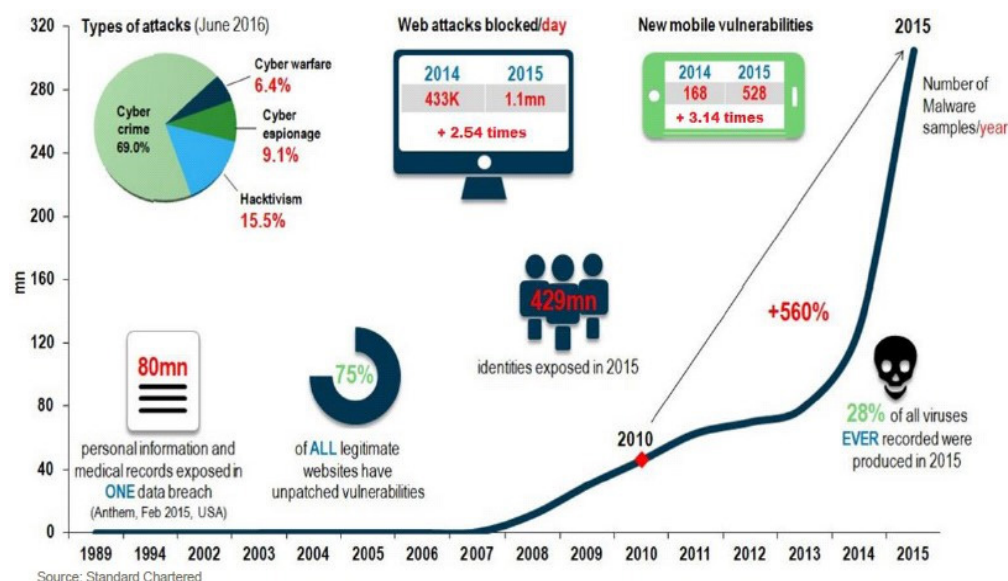 Types of attacks (June 2016)
Cyber crime 69.0%
Cyber warfare
6.4%
Cyber espionage
9.1%
Hacktivism
15.5%
Web attacks blocked/day
2014 2015
433K 1.1mn
+ 2.54 times
New mobile vulnerabilities
2014 2015
168 528
+ 3.14 times
2015
Number of
Malware
samples/year
429mn
identities exposed in 2015
+560%
80mn
personal information and
medical records exposed in
ONE data breach
(Anthem, Feb 2015, USA)
75%
of ALL legitimate
websites have
unpatched vulnerabilities
2010
28% of all viruses
EVER recorded were
produced in 2015
mn
320
280
240
200
160
120
80
40
0
1989 1994 2002 2003 2004 2005 2006 2007 2008 2009 2010 2011 2012 2013 2014 2015
Source: Standard Chartered